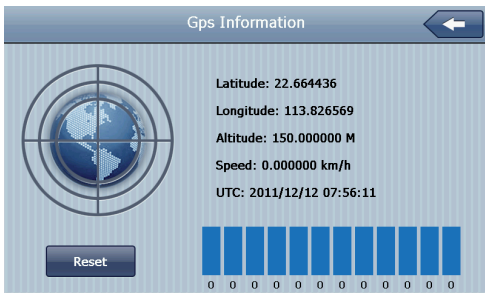 Gps Information
Latitude: 22.664436
Longitude: 113.826569
Altitude: 150.000000 M
Speed: 0.000000 km/h
UTC: 2011/12/12 07:56:11
Reset
0 0 0 0 0 0 0 0 0 0 0 0